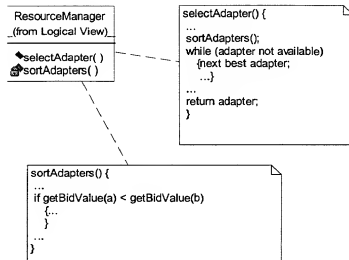 ResourceManager
(from Logical View)
selectAdapter( )
sortAdapters( )
selectAdapter() {
...
sortAdapters();
while (adapter not available)
{next best adapter;
...}
...
return adapter;
}
sortAdapters() {
...
if getBidValue(a) < getBidValue(b)
{...
}
...
}